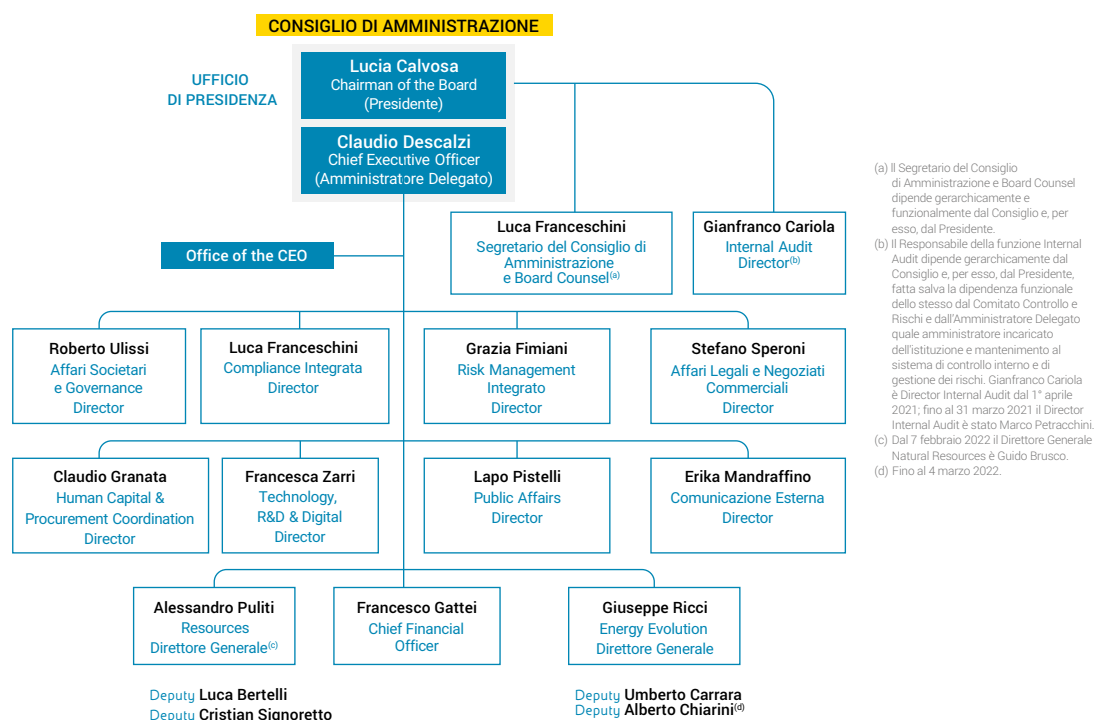 CONSIGLIO DI AMMINISTRAZIONE
UFFICIO
DI PRESIDENZA
Lucia Calvosa
Chairman of the Board
(Presidente)
Claudio Descalzi
Chief Executive Officer
(Amministratore Delegato)
Office of the CEO
Luca Franceschini
Segretario del Consiglio di
Amministrazione
e Board Counsel(a)
Gianfranco Cariola
Internal Audit
Director(b)
Roberto Ulissi
Affari Societari
e Governance
Director
Luca Franceschini
Compliance Integrata
Director
Grazia Fimiani
Risk Management
Integrato
Director
Stefano Speroni
Affari Legali e Negoziati
Commerciali
Director
Claudio Granata
Human Capital &
Procurement Coordination
Director
Francesca Zarri
Technology,
R&D & Digital
Director
Lapo Pistelli
Public Affairs
Director
Erika Mandraffino
Comunicazione Esterna
Director
Alessandro Puliti
Resources
Direttore Generale(c)
Francesco Gattei
Chief Financial
Officer
Giuseppe Ricci
Energy Evolution
Direttore Generale
Deputy Luca Bertelli
Deputy Cristian Signoretto
Deputy Umberto Carrara
Deputy Alberto Chiarini(d)
(a) Il Segretario del Consiglio
di Amministrazione e Board Counsel
dipende gerarchicamente e
funzionalmente dal Consiglio e, per
esso, dal Presidente.
(b) Il Responsabile della funzione Internal
Audit dipende gerarchicamente dal
Consiglio e, per esso, dal Presidente,
fatta salva la dipendenza funzionale
dello stesso dal Comitato Controllo e
Rischi e dall'Amministratore Delegato
quale amministratore incaricato
dell'istituzione e mantenimento al
sistema di controllo interno e di
gestione dei rischi. Gianfranco Cariola
è Director Internal Audit dal 1° aprile
2021; fino al 31 marzo 2021 il Director
Internal Audit è stato Marco Petracchini.
(c) Dal 7 febbraio 2022 il Direttore Generale
Natural Resources è Guido Brusco.
(d) Fino al 4 marzo 2022.